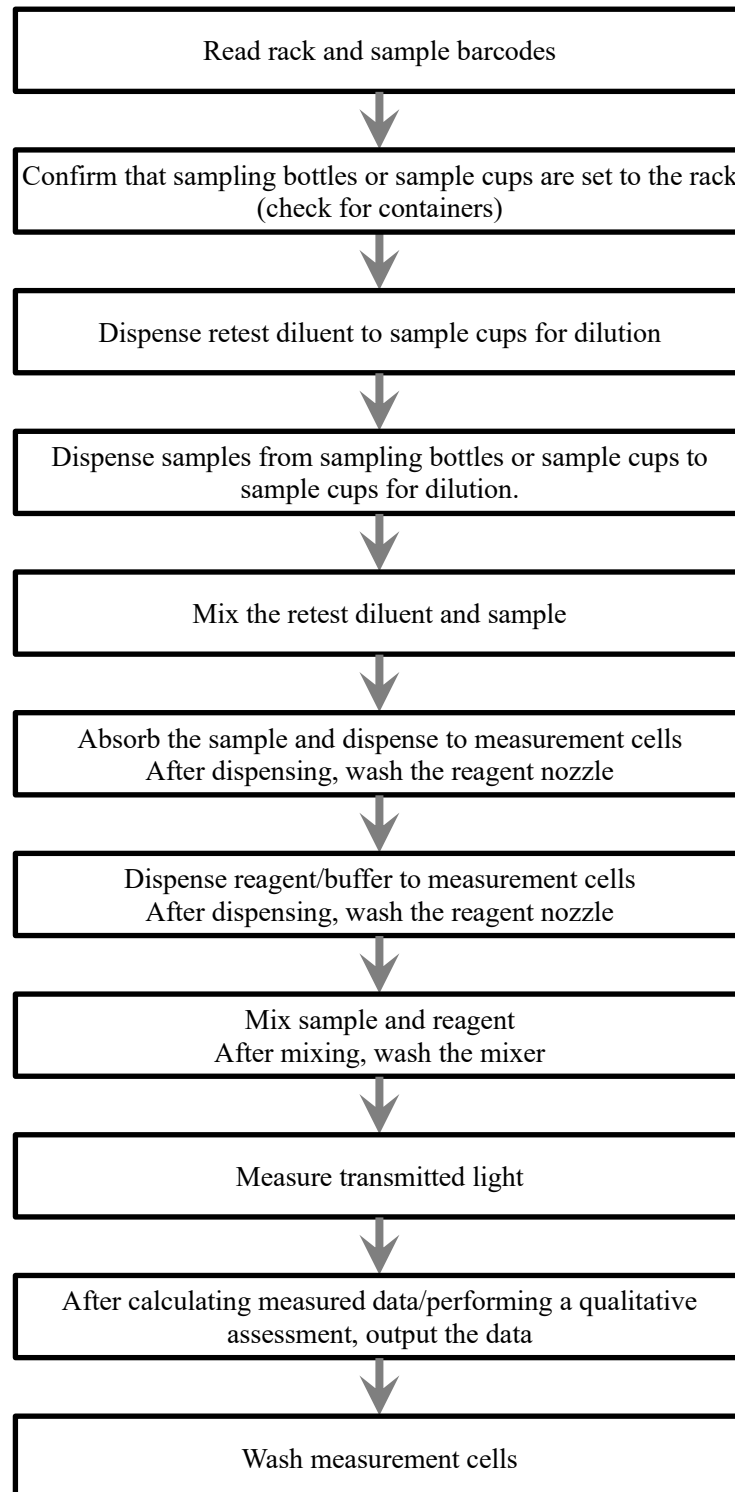 Read rack and sample barcodes
Confirm that sampling bottles or sample cups are set to the rack
(check for containers)
Dispense retest diluent to sample cups for dilution
Dispense samples from sampling bottles or sample cups to
sample cups for dilution.
Mix the retest diluent and sample
Absorb the sample and dispense to measurement cells
After dispensing, wash the reagent nozzle
Dispense reagent/buffer to measurement cells
After dispensing, wash the reagent nozzle
Mix sample and reagent
After mixing, wash the mixer
Measure transmitted light
After calculating measured data/performing a qualitative
assessment, output the data
Wash measurement cells